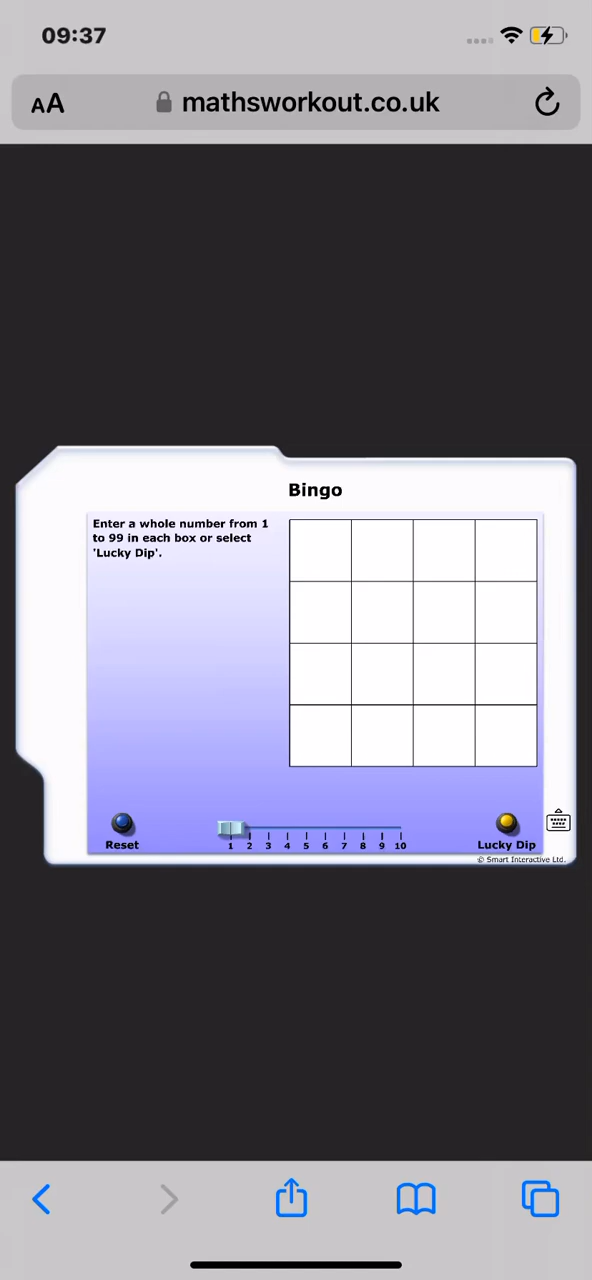 09:37
AA mathsworkout.co.uk
Bingo
Enter a whole number from 1
to 99 in each box or select
'Lucky Dip'.
1 2 3 4 5 6 7 8 9 10
Reset
Lucky Dip
© Smart Interactive Ltd.